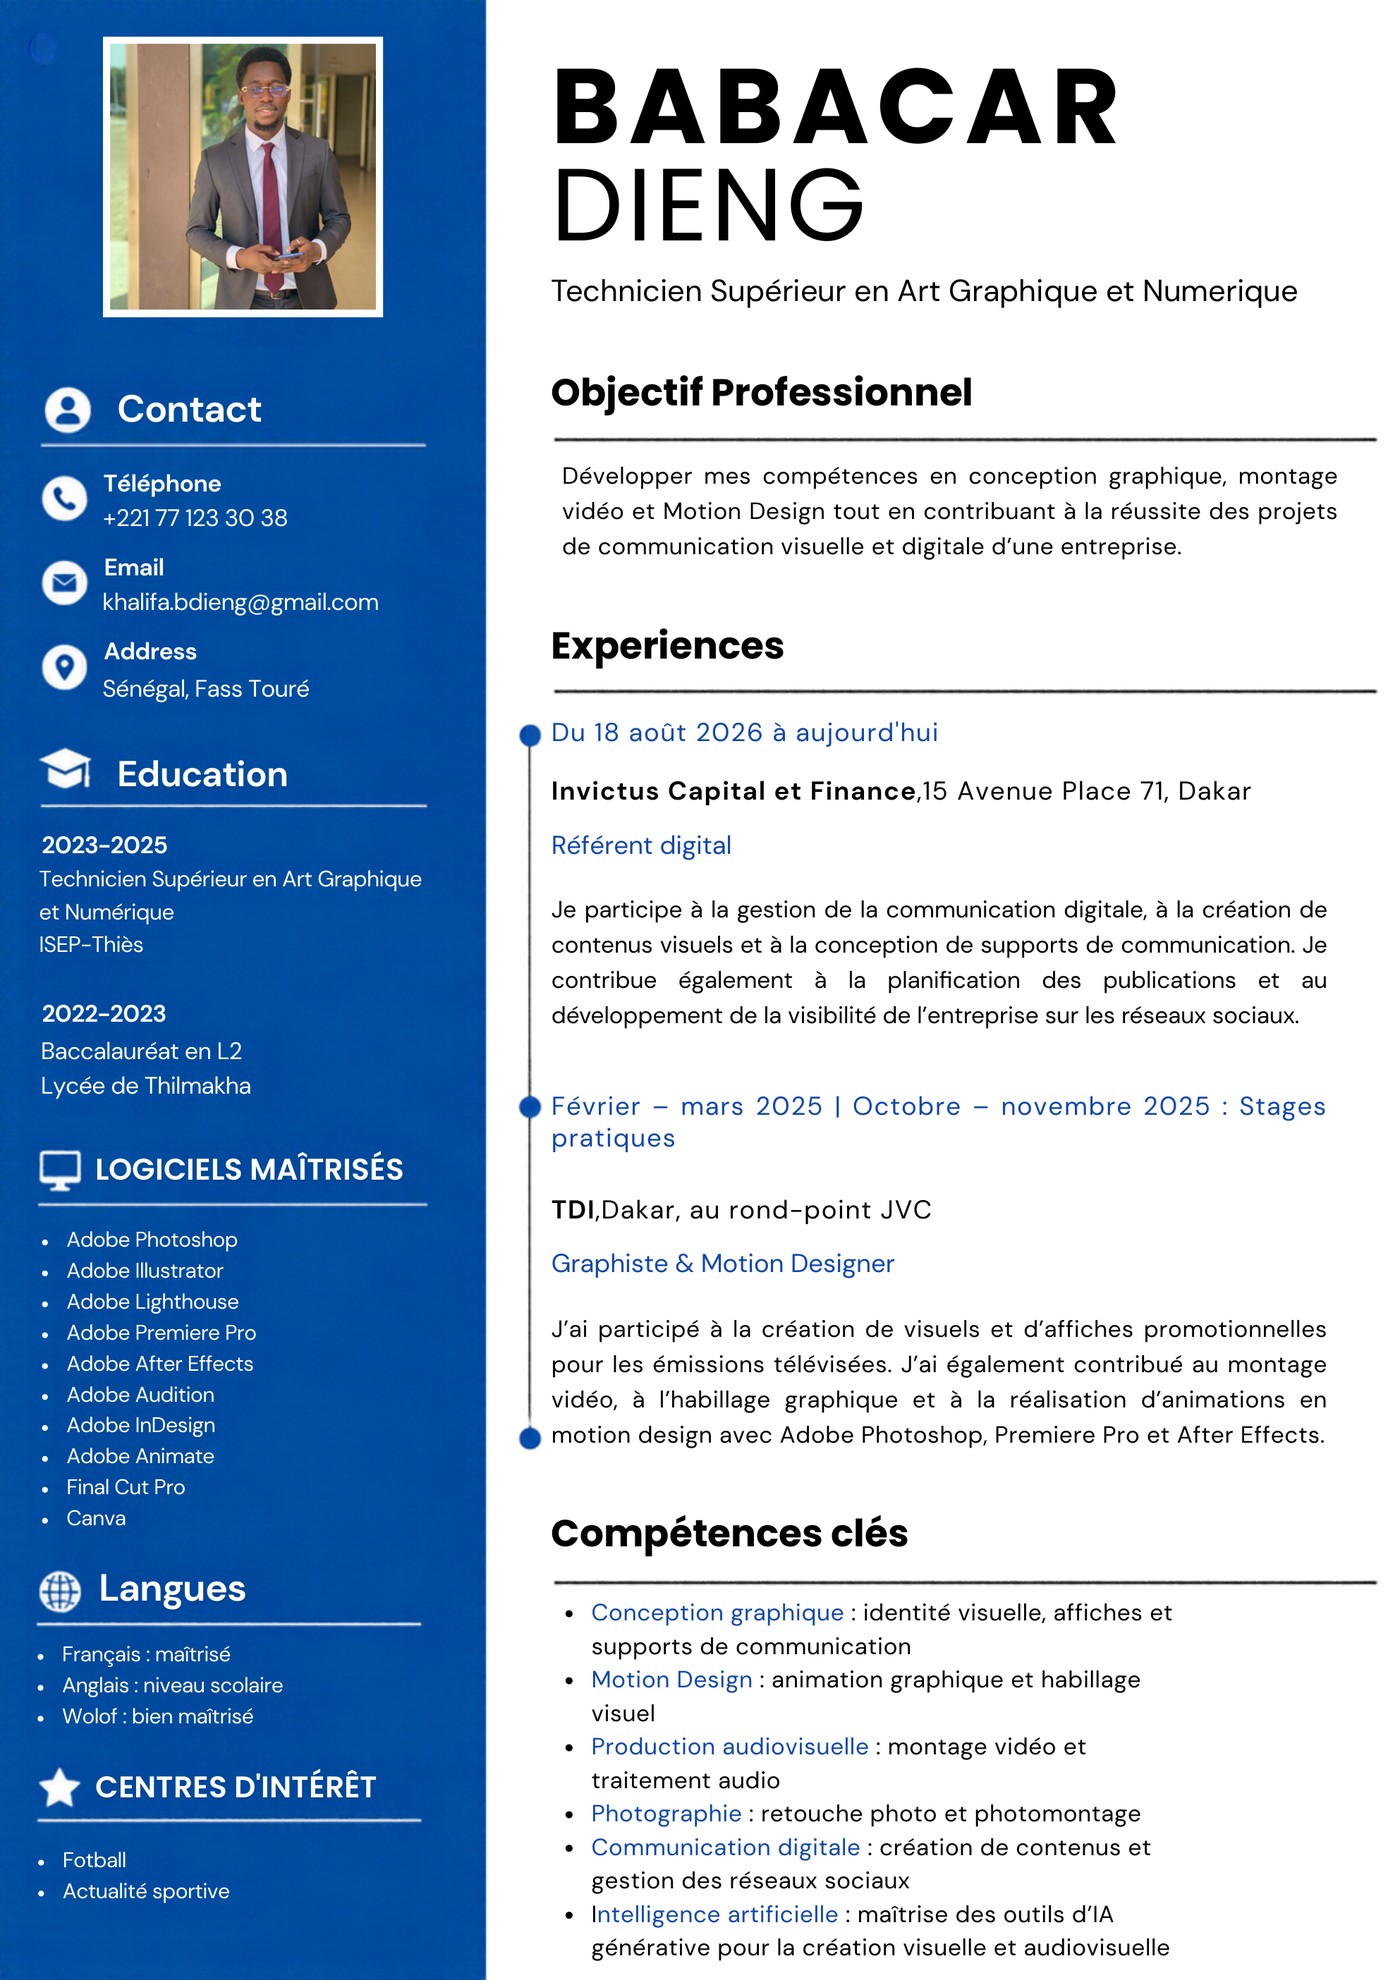 BABACAR
DIENG
Technicien Supérieur en Art Graphique et Numerique
Contact
Téléphone
+221 77 123 30 38
Email
khalifa.bdieng@gmail.com
Address
Sénégal, Fass Touré
Education
2023-2025
Technicien Supérieur en Art Graphique
et Numérique
ISEP-Thiès
2022-2023
Baccalauréat en L2
Lycée de Thilmakha
LOGICIELS MAÎTRISÉS
• Adobe Photoshop
• Adobe Illustrator
• Adobe Lighthouse
• Adobe Premiere Pro
• Adobe After Effects
• Adobe Audition
• Adobe InDesign
• Adobe Animate
• Final Cut Pro
• Canva
Langues
• Français : maîtrisé
• Anglais : niveau scolaire
• Wolof : bien maîtrisé
CENTRES D'INTÉRÊT
• Fotball
• Actualité sportive
Objectif Professionnel
Développer mes compétences en conception graphique, montage
vidéo et Motion Design tout en contribuant à la réussite des projets
de communication visuelle et digitale d’une entreprise.
Experiences
Du 18 août 2026 à aujourd'hui
Invictus Capital et Finance,15 Avenue Place 71, Dakar
Référent digital
Je participe à la gestion de la communication digitale, à la création de
contenus visuels et à la conception de supports de communication. Je
contribue également à la planification des publications et au
développement de la visibilité de l’entreprise sur les réseaux sociaux.
Février – mars 2025 | Octobre – novembre 2025 : Stages
pratiques
TDI,Dakar, au rond-point JVC
Graphiste & Motion Designer
J’ai participé à la création de visuels et d’affiches promotionnelles
pour les émissions télévisées. J’ai également contribué au montage
vidéo, à l’habillage graphique et à la réalisation d’animations en
motion design avec Adobe Photoshop, Premiere Pro et After Effects.
Compétences clés
• Conception graphique : identité visuelle, affiches et
supports de communication
• Motion Design : animation graphique et habillage
visuel
• Production audiovisuelle : montage vidéo et
traitement audio
• Photographie : retouche photo et photomontage
• Communication digitale : création de contenus et
gestion des réseaux sociaux
• Intelligence artificielle : maîtrise des outils d’IA
générative pour la création visuelle et audiovisuelle